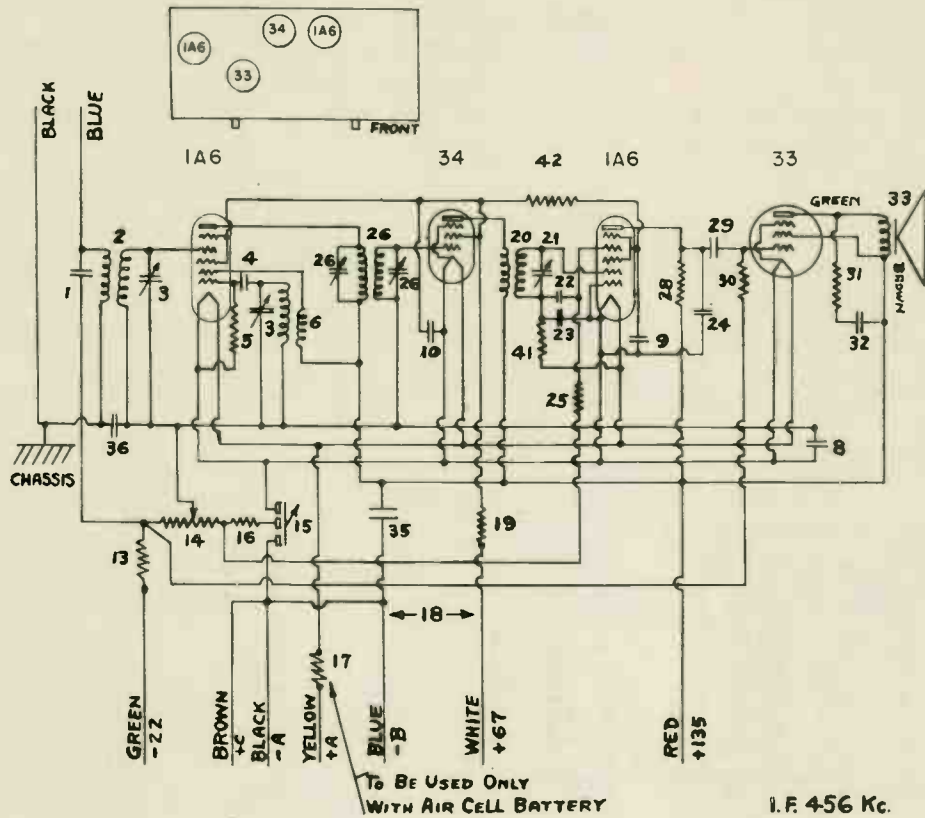 34
1A6
1A6
33
FRONT
BLACK
BLUE
1A6
34
42
1A6
33
GREEN
33
BROWN
2
4
26
26
26
20
21
29
1
3
3
5
6
10
22
23
41
28
24
30
31
32
9
25
36
8
CHASSIS
14
16
15
35
19
13
18
17
GREEN
-22
BROWN
+C
BLACK
-A
YELLOW
+A
BLUE
-B
WHITE
+67
RED
+135
TO BE USED ONLY
WITH AIR CELL BATTERY
I.F. 456 Kc.